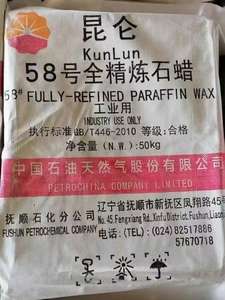 昆仑
KunLun
58号全精炼石蜡
58# FULLY-REFINED PARAFFIN WAX
工业用
INDUSTRY USE ONLY
执行标准 GB/T446-2010 等级:合格
净含量: (N.W.): 50kg
中国石油天然气股份有限公司
PETROCHINA COMPANY LIMITED
抚顺石化分公司
FUSHUN PETROCHEMICAL COMPANY
辽宁省抚顺市新抚区凤翔路45号
No.45,Fengxiang Rd.,Xinfu District,Fushun,Liaon
电话(TEL): (024) 82517886
57670718